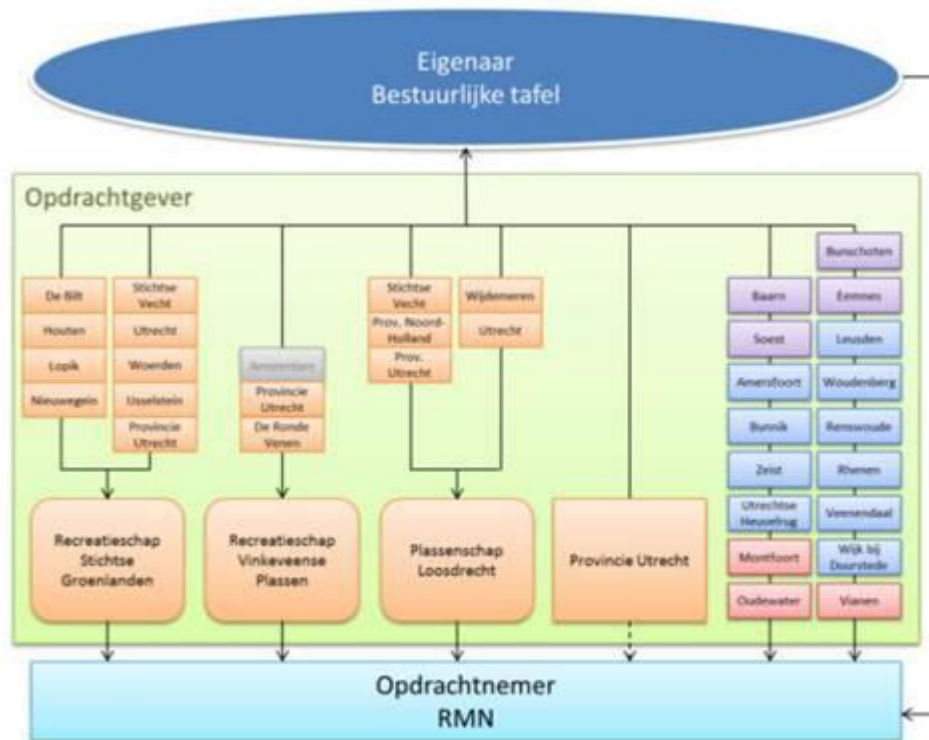 Eigenaar
Bestuurlijke tafel
Opdrachtgever
De Bilt
Houten
Lopik
Nieuwegein
Stichtse
Vecht
Utrecht
Woerden
IJsselstein
Provincie
Utrecht
Amsterdam
Provincie
Utrecht
De Ronde
Venen
Stichtse
Vecht
Prov. Noord-
Holland
Prov.
Utrecht
Wijdemeren
Utrecht
Baarn
Soest
Amersfoort
Bunnik
Zeist
Utrechtse
Heuvelrug
Montfoort
Oudewater
Bunschoten
Eemnes
Leusden
Woudenberg
Renswoude
Rhenen
Veenendaal
Wijk bij
Duurstede
Vianen
Recreatieschap
Stichtse
Groenlanden
Recreatieschap
Vinkeveense
Plassen
Plassenschap
Loosdrecht
Provincie Utrecht
Opdrachtnemer
RMN